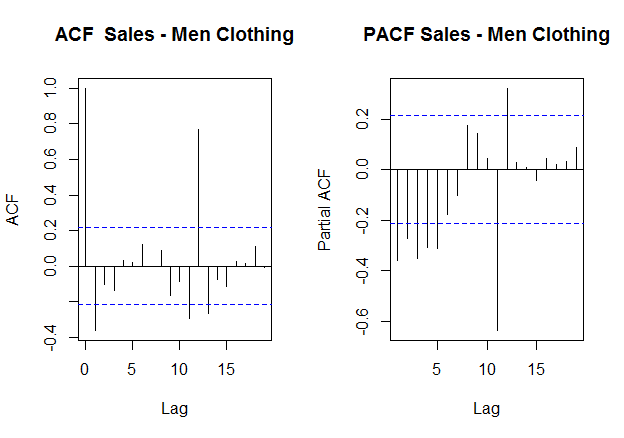 ACF  Sales - Men Clothing
ACF
1.0
0.8
0.6
0.4
0.2
0.0
-0.4
0 5 10 15
Lag
PACF Sales - Men Clothing
Partial ACF
0.2
0.0
-0.2
-0.4
-0.6
5 10 15
Lag